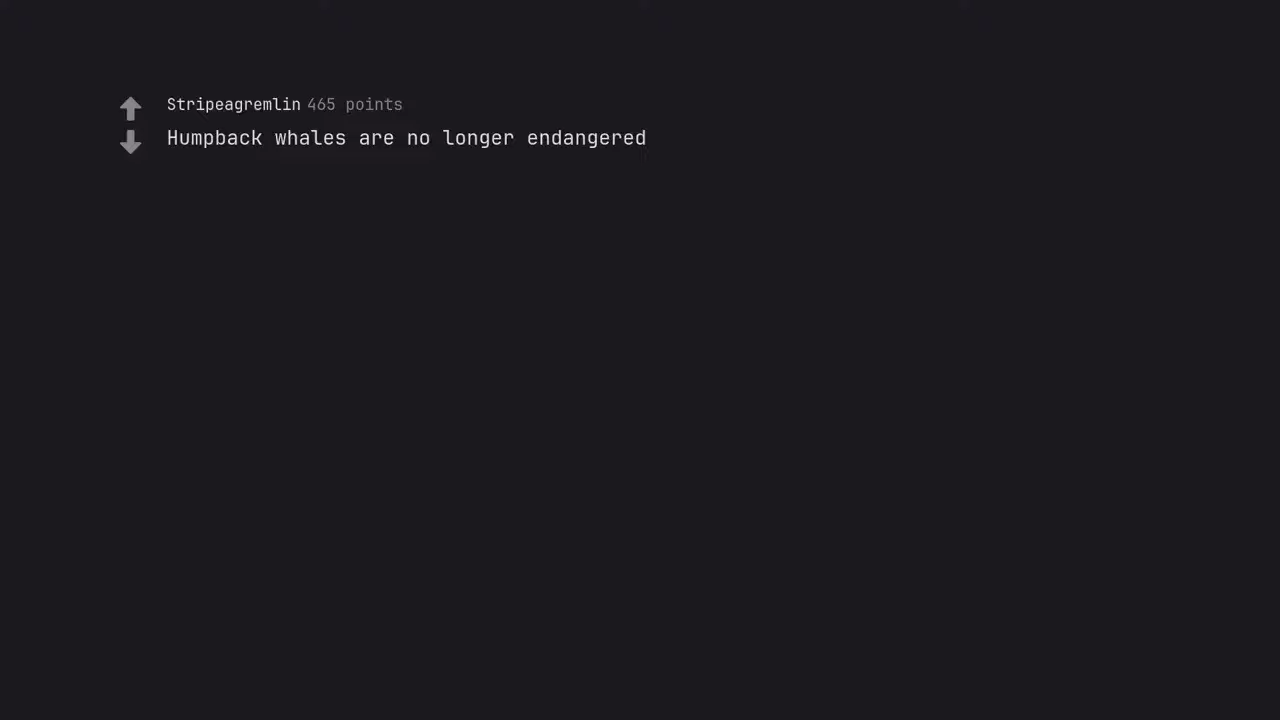 Stripeagremlin 465 points
Humpback whales are no longer endangered